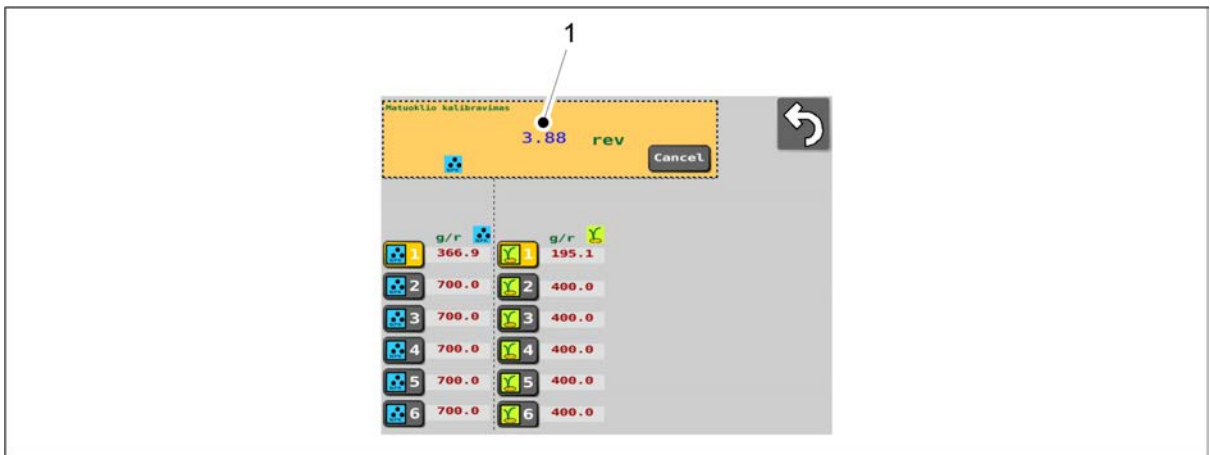 1
Matuoklio kalibravimas
3.88 rev
Cancel
g/r g/r
1 366.9 1 195.1
2 700.0 2 400.0
3 700.0 3 400.0
4 700.0 4 400.0
5 700.0 5 400.0
6 700.0 6 400.0